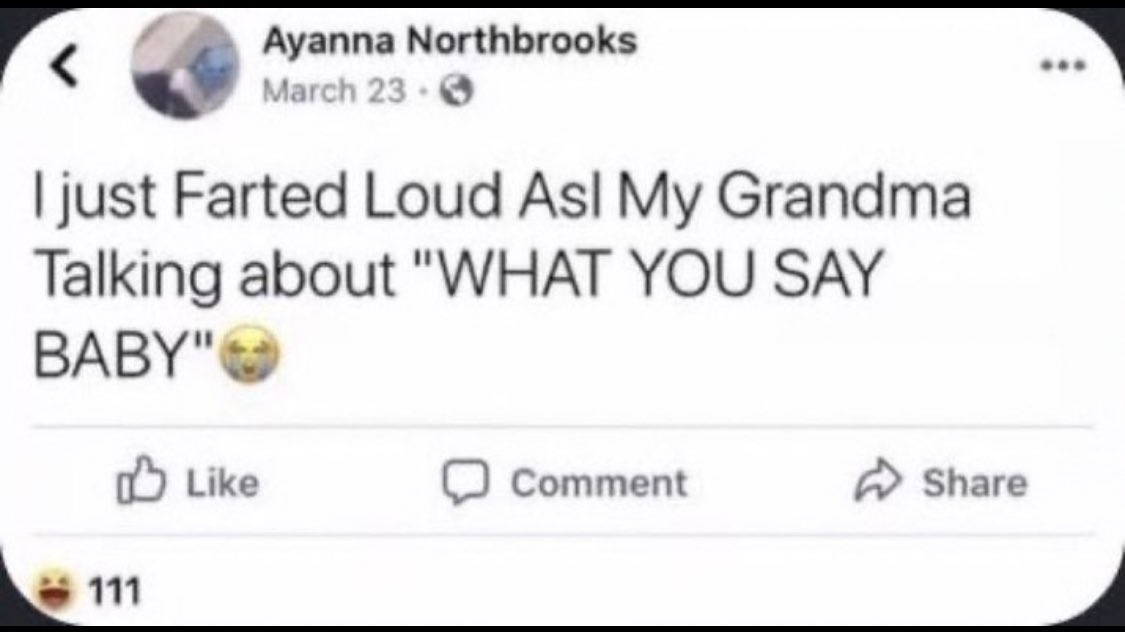 Ayanna Northbrooks
March 23 ·
I just Farted Loud Asl My Grandma
Talking about "WHAT YOU SAY
BABY"😭
Like Comment Share
111